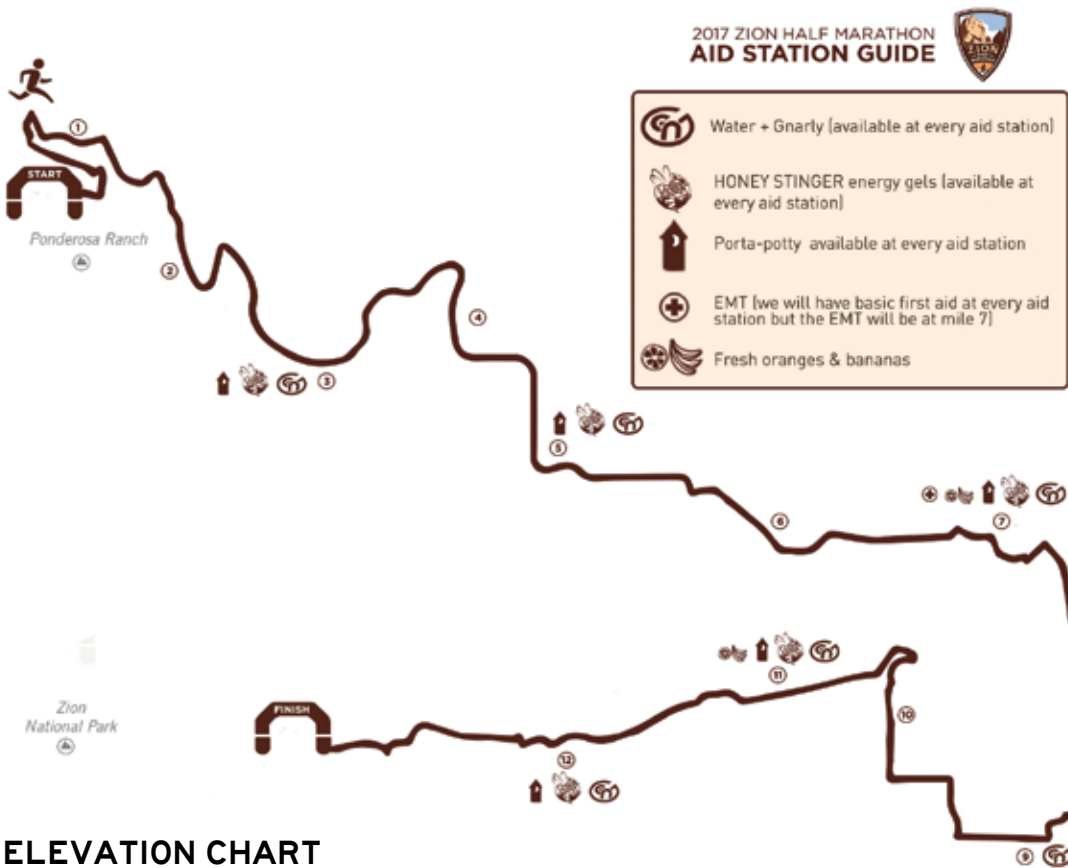 2017 ZION HALF MARATHON
AID STATION GUIDE
ZION
Water + Gnarly (available at every aid station)
HONEY STINGER energy gels (available at
every aid station)
Porta-potty available at every aid station
EMT (we will have basic first aid at every aid
station but the EMT will be at mile 7)
Fresh oranges & bananas
1
START
Ponderosa Ranch
2
3
4
5
6
7
Zion
National Park
FINISH
11
10
12
9
ELEVATION CHART